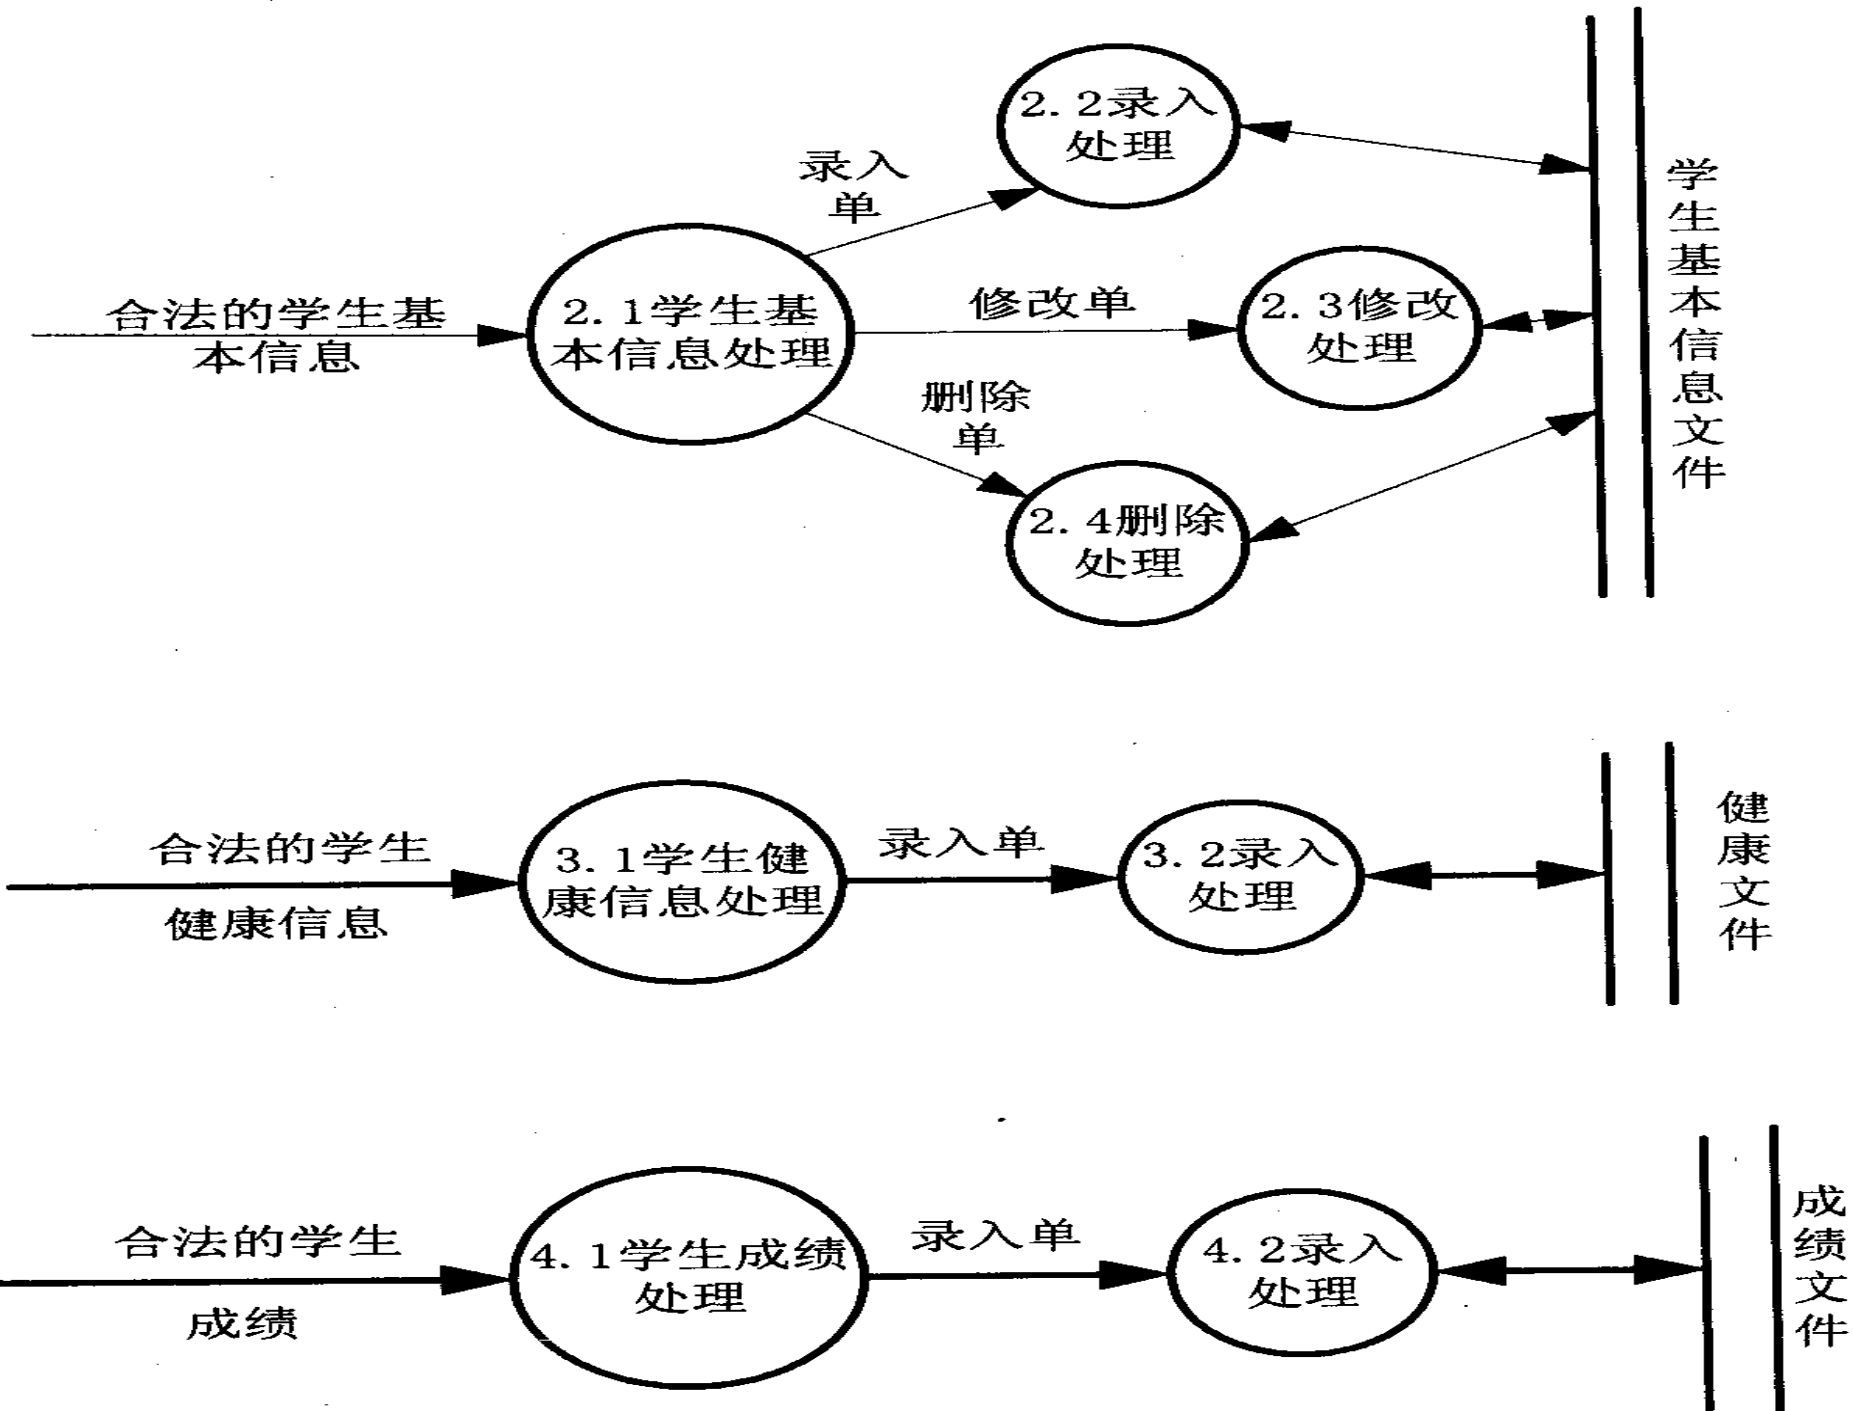 2. 2录入
处理
录入
单
合法的学生基
本信息
2. 1学生基
本信息处理
修改单
2. 3修改
处理
删除
单
2. 4删除
处理
学生基本信息文件
合法的学生
健康信息
3. 1学生健
康信息处理
录入单
3. 2录入
处理
健康文件
合法的学生
成绩
4. 1学生成绩
处理
录入单
4. 2录入
处理
成绩文件